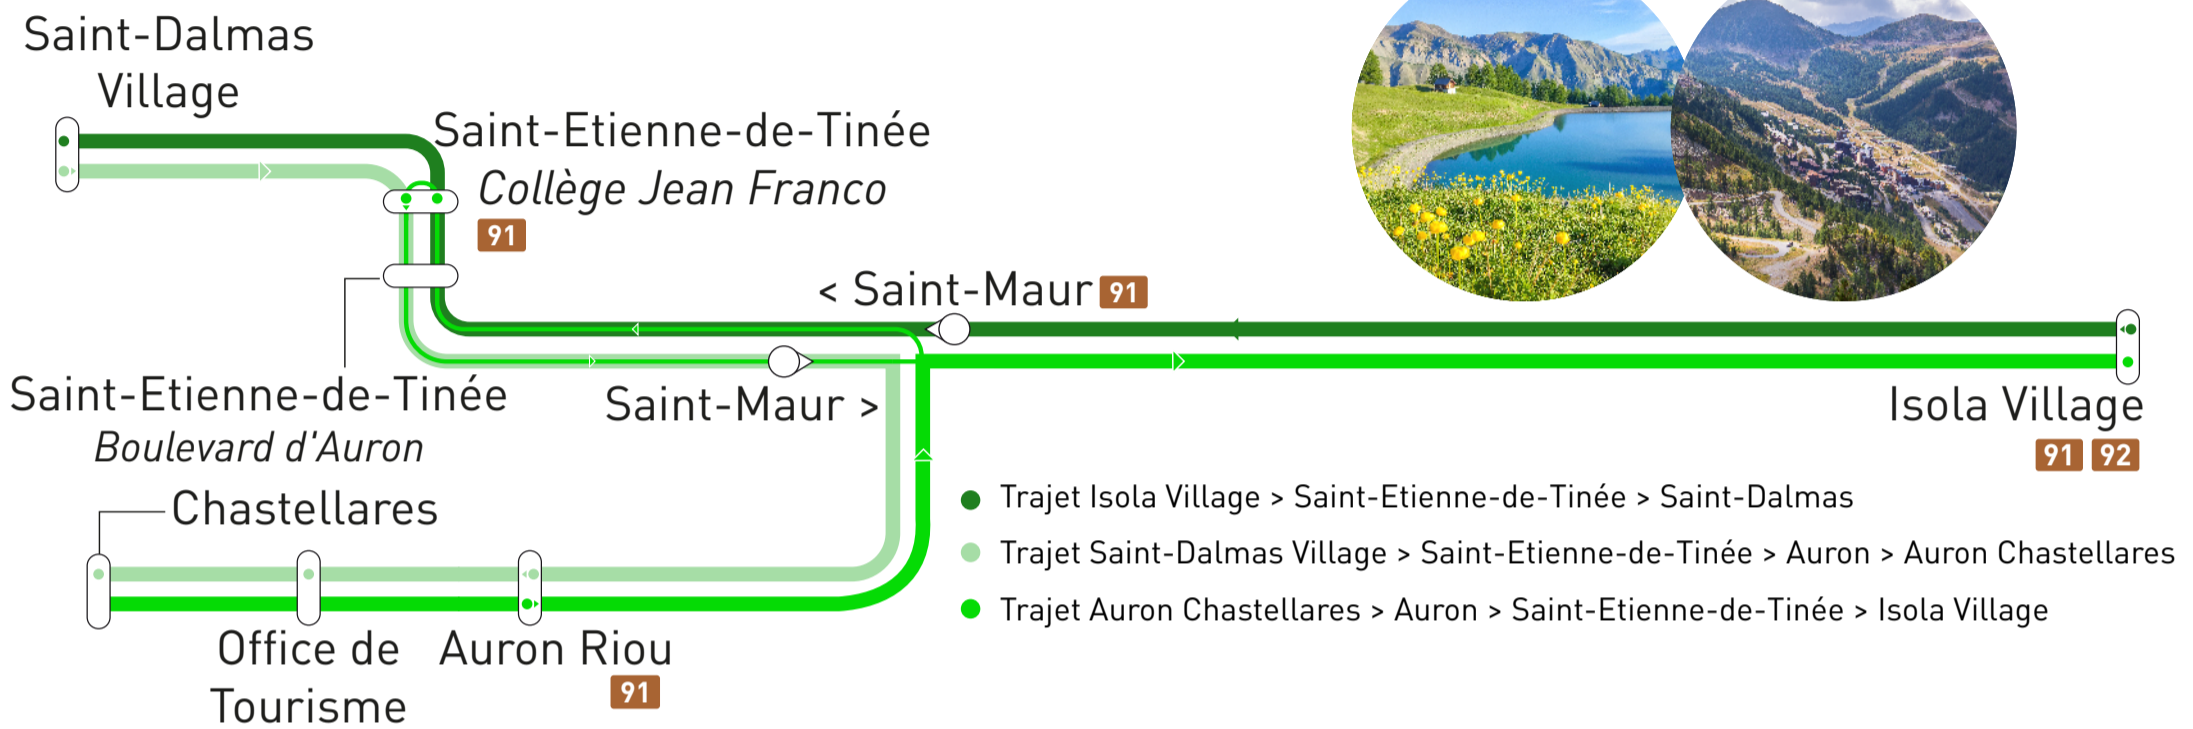 Saint-Dalmas
Village
Saint-Etienne-de-Tinée
Collège Jean Franco
91
< Saint-Maur 91
Saint-Etienne-de-Tinée
Boulevard d'Auron
Saint-Maur >
Isola Village
91 92
Chastellares
Office de
Tourisme
Auron Riou
91
Trajet Isola Village > Saint-Etienne-de-Tinée > Saint-Dalmas
Trajet Saint-Dalmas Village > Saint-Etienne-de-Tinée > Auron > Auron Chastellares
Trajet Auron Chastellares > Auron > Saint-Etienne-de-Tinée > Isola Village